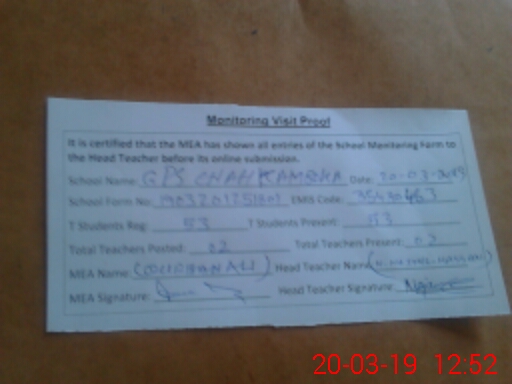 Monitoring Visit Proof
It is certified that the MEA has shown all entries of the School Monitoring Form to
the Head Teacher before its online submission.
School Name: GPS CHAH Date: 20-03-2019
School Form No: EMIS Code:
T Students Reg: 53 T Students Present: 53
Total Teachers Posted: 02 Total Teachers Present: 02
MEA Name: ALI) Head Teacher Name
MEA Signature: Head Teacher Signature:
20-03-19 12:52